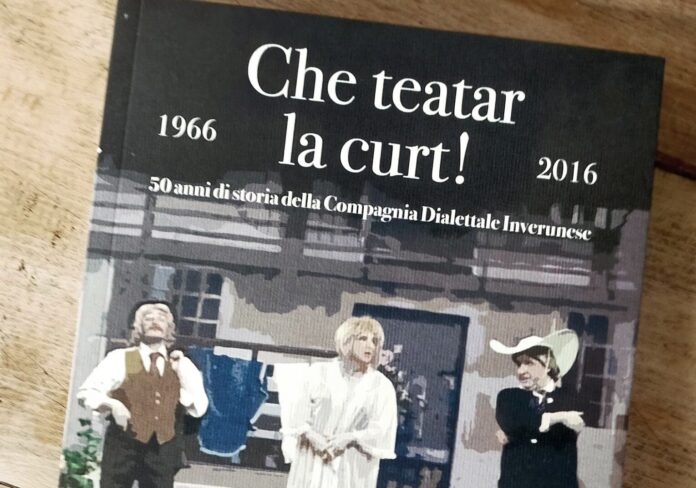 Che teatar
la curt!
1966
2016
50 anni di storia della Compagnia Dialettale Inverunese